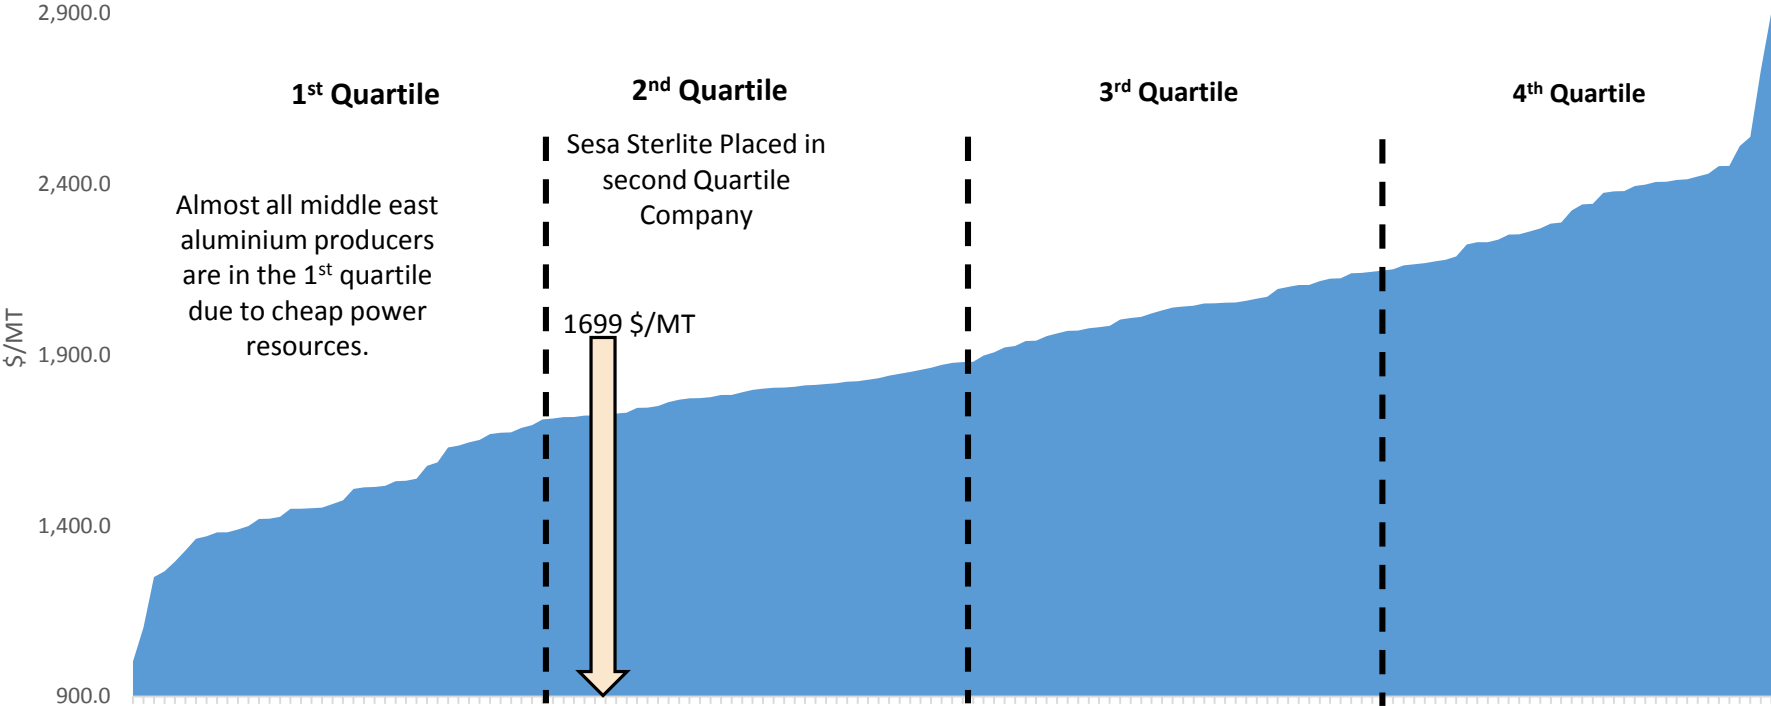 2,900.0
2,400.0
1,900.0
1,400.0
900.0
$/MT
1st Quartile
2nd Quartile
3rd Quartile
4th Quartile
Almost all middle east
aluminium producers
are in the 1st quartile
due to cheap power
resources.
Sesa Sterlite Placed in
second Quartile
Company
1699 $/MT